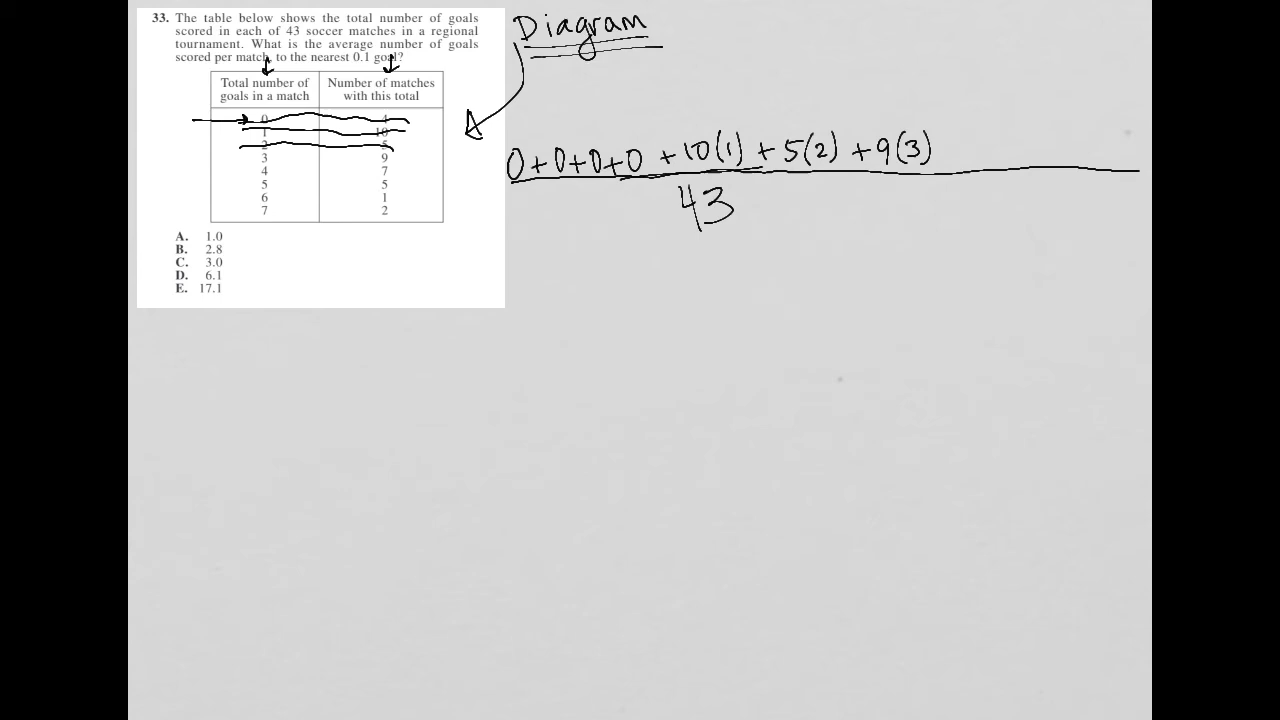 33. The table below shows the total number of goals
scored in each of 43 soccer matches in a regional
tournament. What is the average number of goals
scored per match, to the nearest 0.1 goal?
Total number of goals in a match Number of matches with this total
0 4
1 10
2 5
3 9
4 7
5 5
6 1
7 2
A. 1.0
B. 2.8
C. 3.0
D. 6.1
E. 17.1
Diagram
0+0+0+0 +10(1) +5(2) +9(3)
43